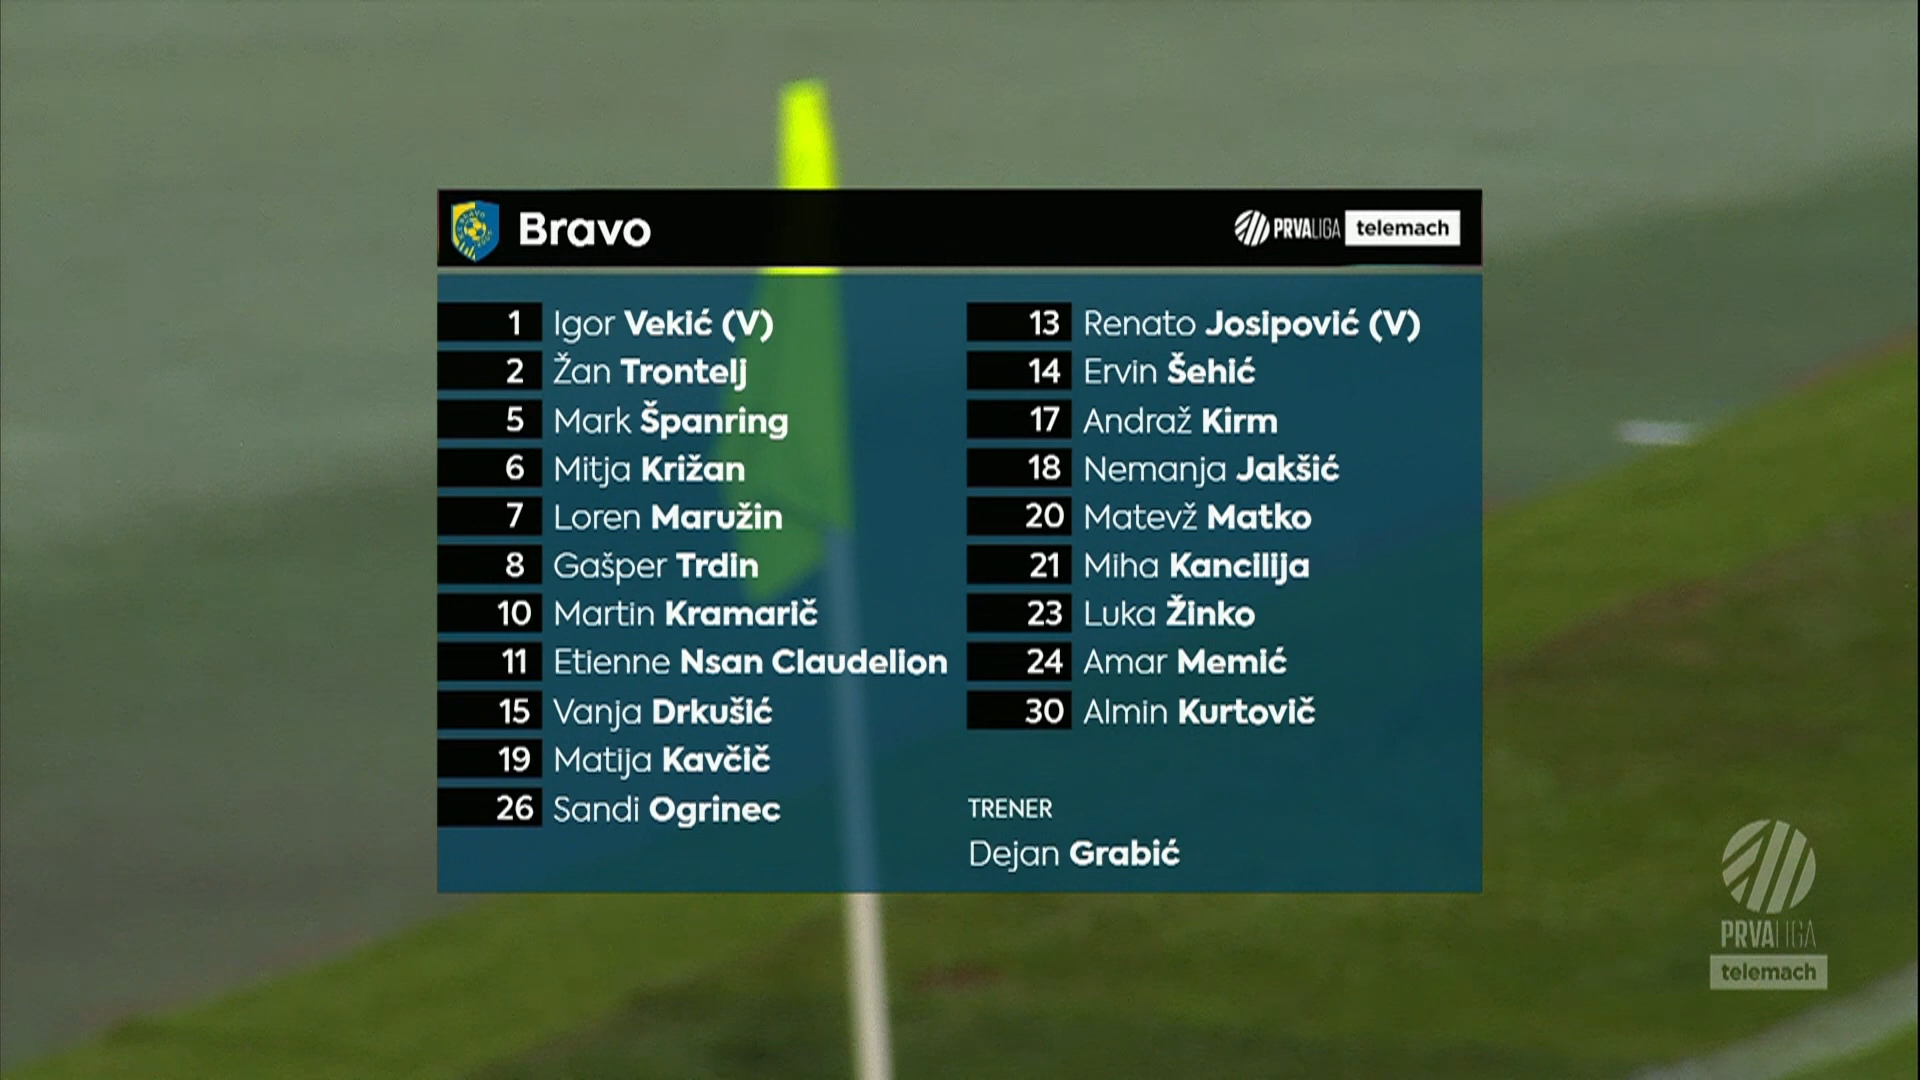 Bravo
PRVALIGA telemach
1 Igor Vekić (V)
2 Žan Trontelj
5 Mark Španring
6 Mitja Križan
7 Loren Maružin
8 Gašper Trdin
10 Martin Kramarič
11 Etienne Nsan Claudelion
15 Vanja Drkušić
19 Matija Kavčič
26 Sandi Ogrinec
13 Renato Josipović (V)
14 Ervin Šehić
17 Andraž Kirm
18 Nemanja Jakšić
20 Matevž Matko
21 Miha Kancilija
23 Luka Žinko
24 Amar Memić
30 Almin Kurtovič
TRENER
Dejan Grabić
PRVALIGA
telemach